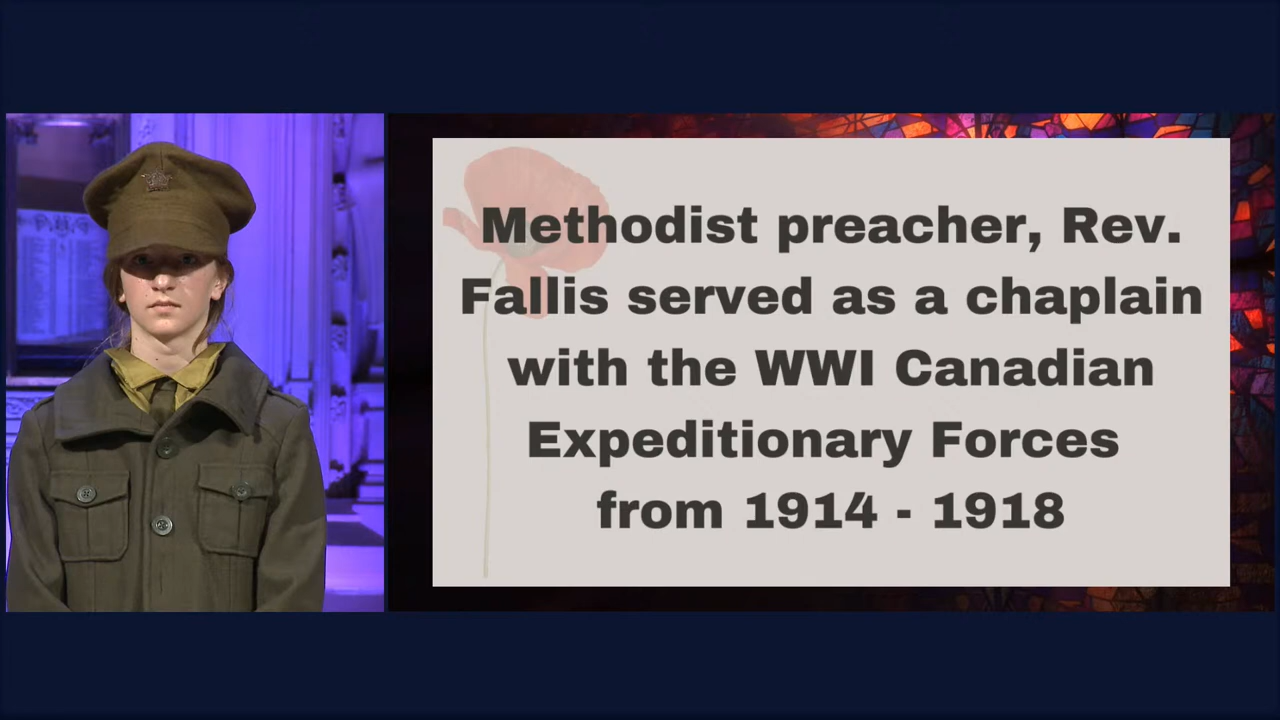 Methodist preacher, Rev.
Fallis served as a chaplain
with the WWI Canadian
Expeditionary Forces
from 1914 - 1918